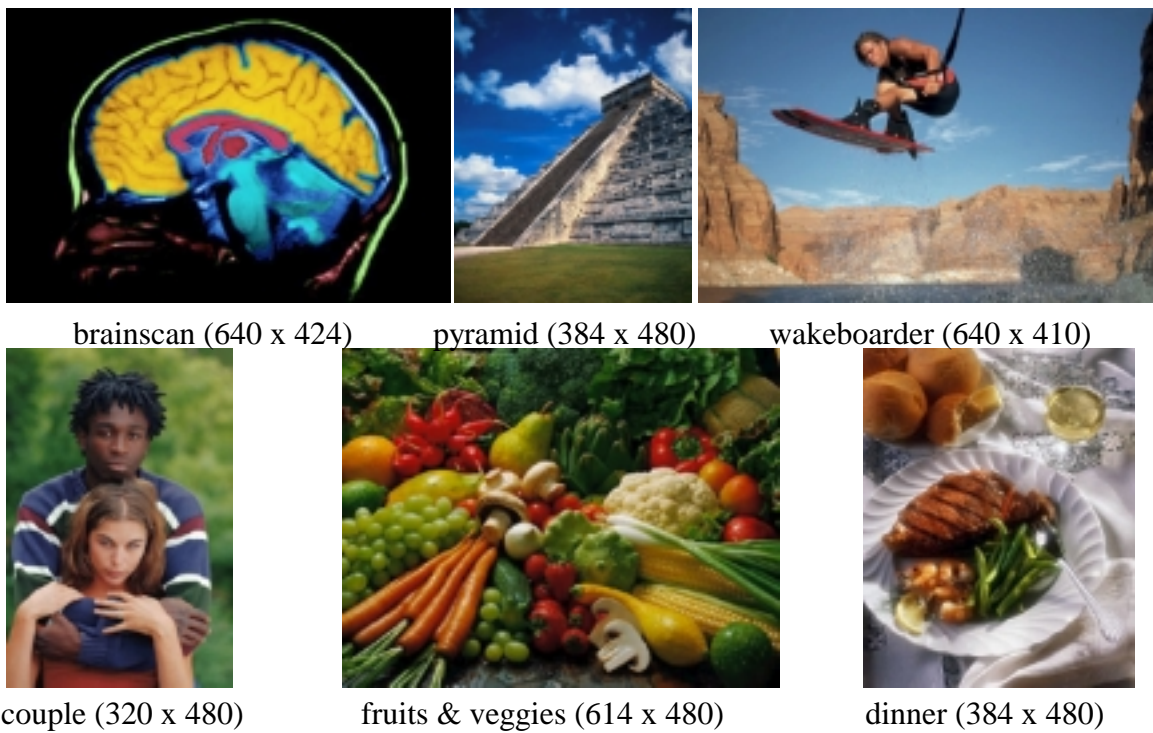 brainscan (640 x 424)
pyramid (384 x 480)
wakeboarder (640 x 410)
couple (320 x 480)
fruits & veggies (614 x 480)
dinner (384 x 480)